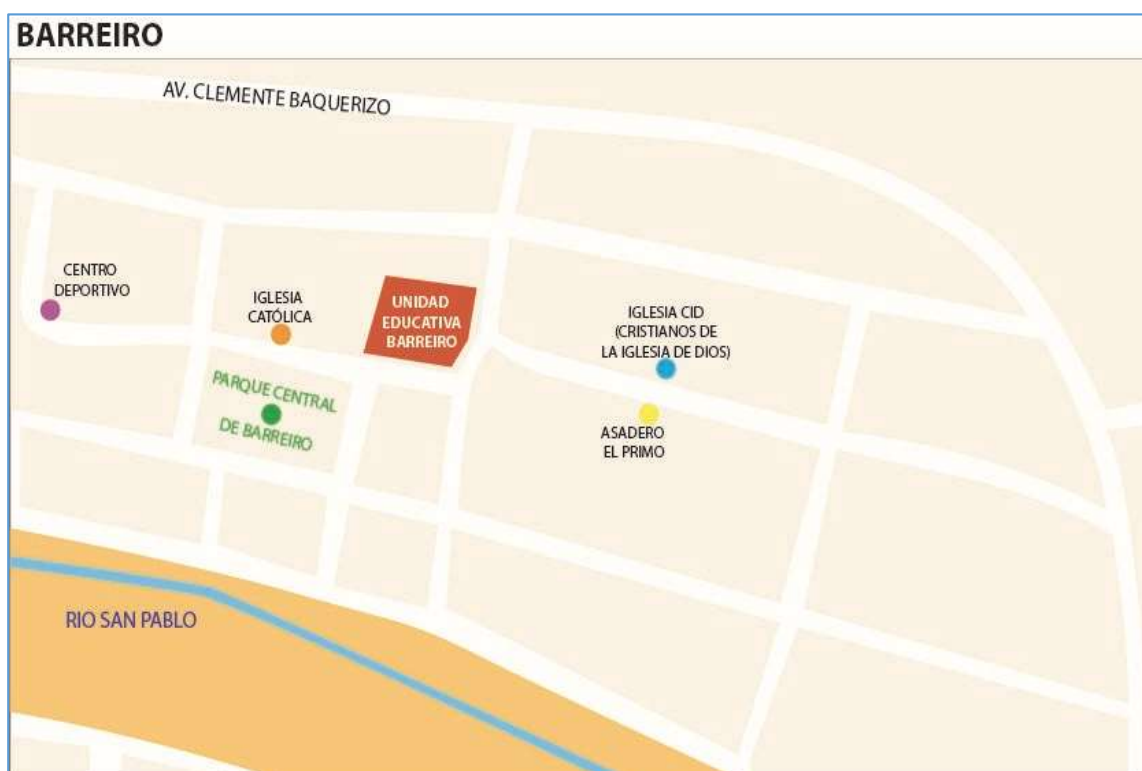 BARREIRO
AV. CLEMENTE BAQUERIZO
CENTRO
DEPORTIVO
IGLESIA
CATÓLICA
UNIDAD
EDUCATIVA
BARREIRO
IGLESIA CID
(CRISTIANOS DE
LA IGLESIA DE DIOS)
PARQUE CENTRAL
DE BARREIRO
ASADERO
EL PRIMO
RIO SAN PABLO